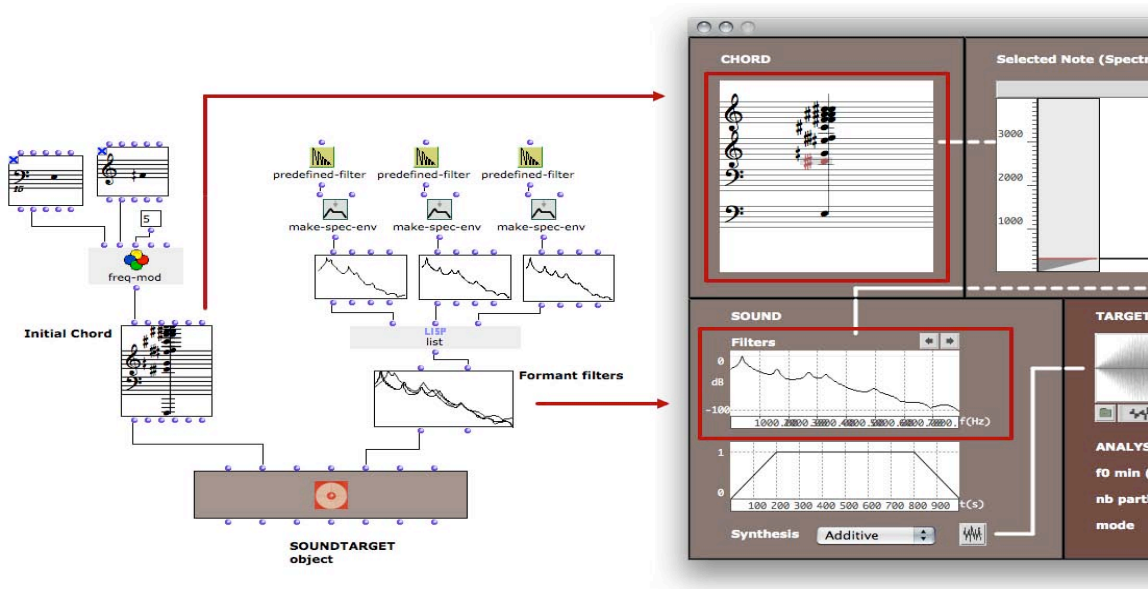 15
5
freq-mod
Initial Chord
predefined-filter predefined-filter predefined-filter
make-spec-env make-spec-env make-spec-env
LISP
list
Formant filters
SOUNDTARGET
object
CHORD
Selected Note (Spectr
3000
2000
1000
SOUND
Filters
0
dB
-100
f(Hz)
1
0
100 200 300 400 500 600 700 800 900 t(s)
Synthesis Additive
TARGET
ANALYS
f0 min (
nb parti
mode